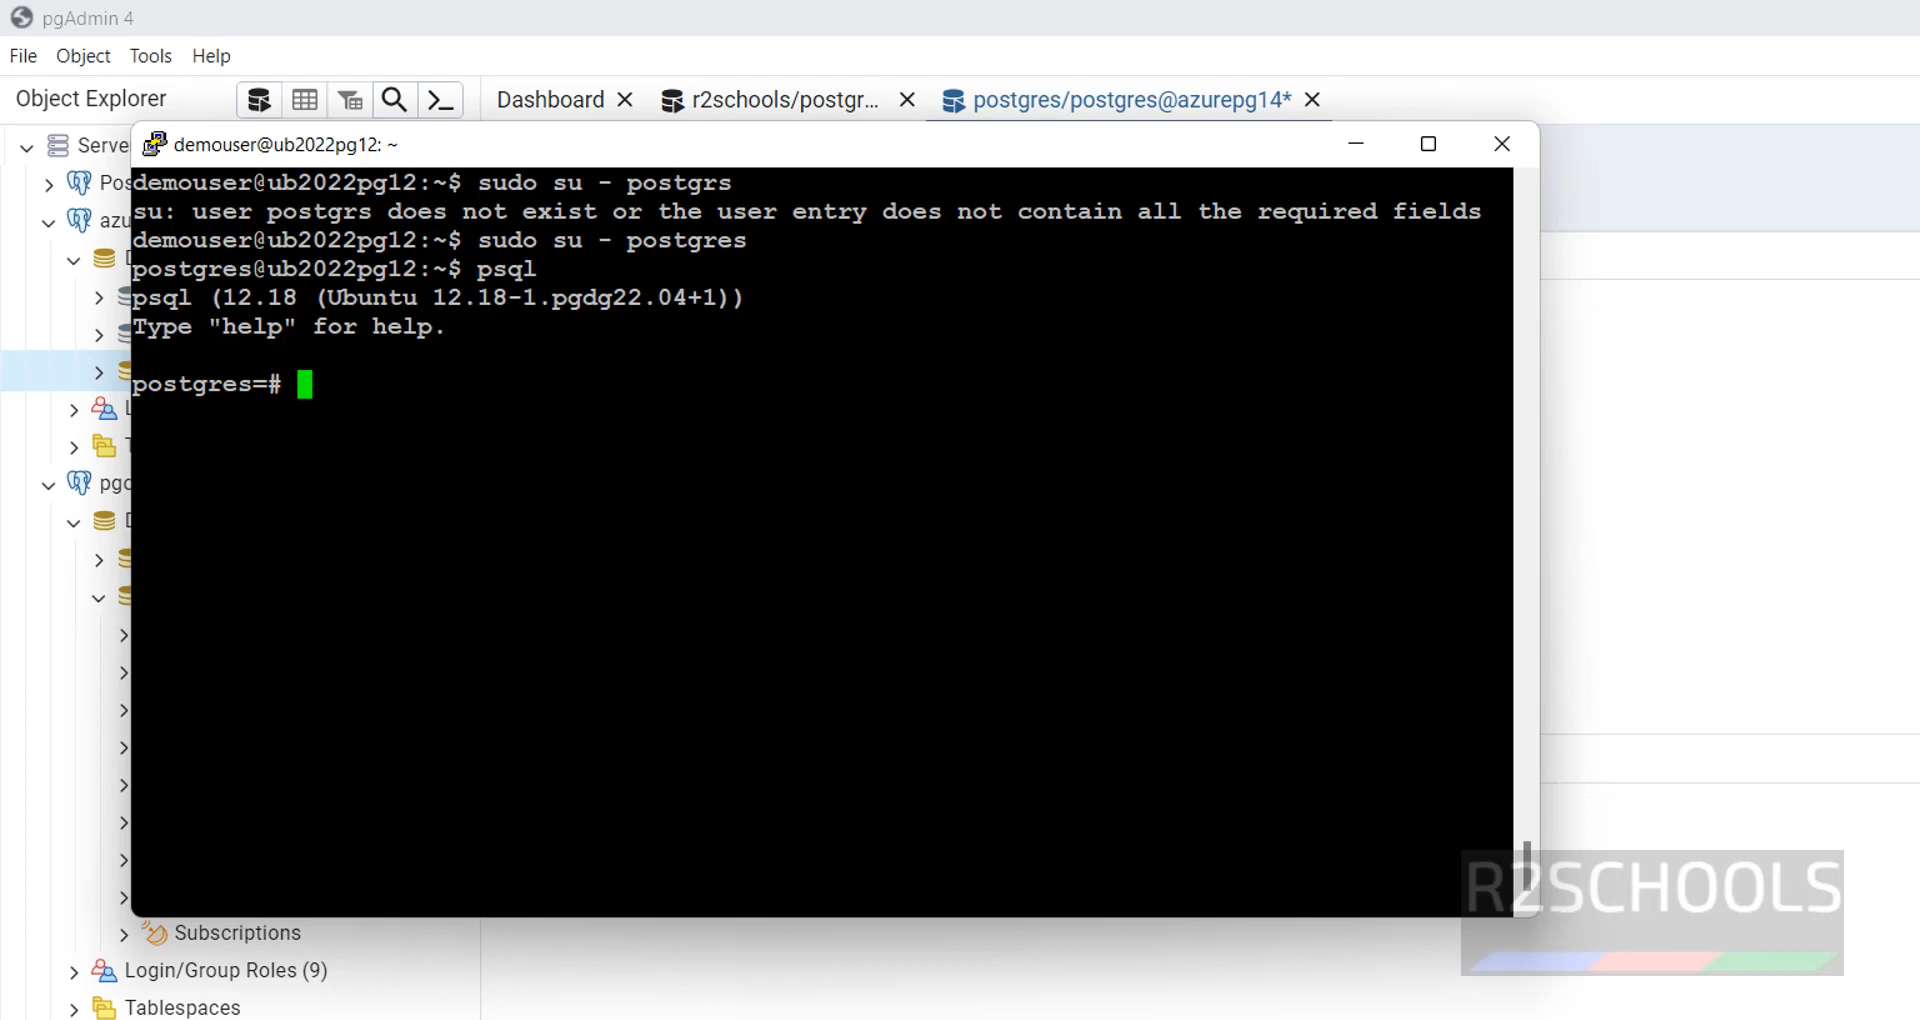 pgAdmin 4
File Object Tools Help
Object Explorer
Dashboard
r2schools/postgr...
postgres/postgres@azurepg14*
demouser@ub2022pg12: ~
demouser@ub2022pg12:~$ sudo su - postgrs
su: user postgrs does not exist or the user entry does not contain all the required fields
demouser@ub2022pg12:~$ sudo su - postgres
postgres@ub2022pg12:~$ psql
psql (12.18 (Ubuntu 12.18-1.pgdg22.04+1))
Type "help" for help.
postgres=#
Subscriptions
Login/Group Roles (9)
Tablespaces
R2SCHOOLS